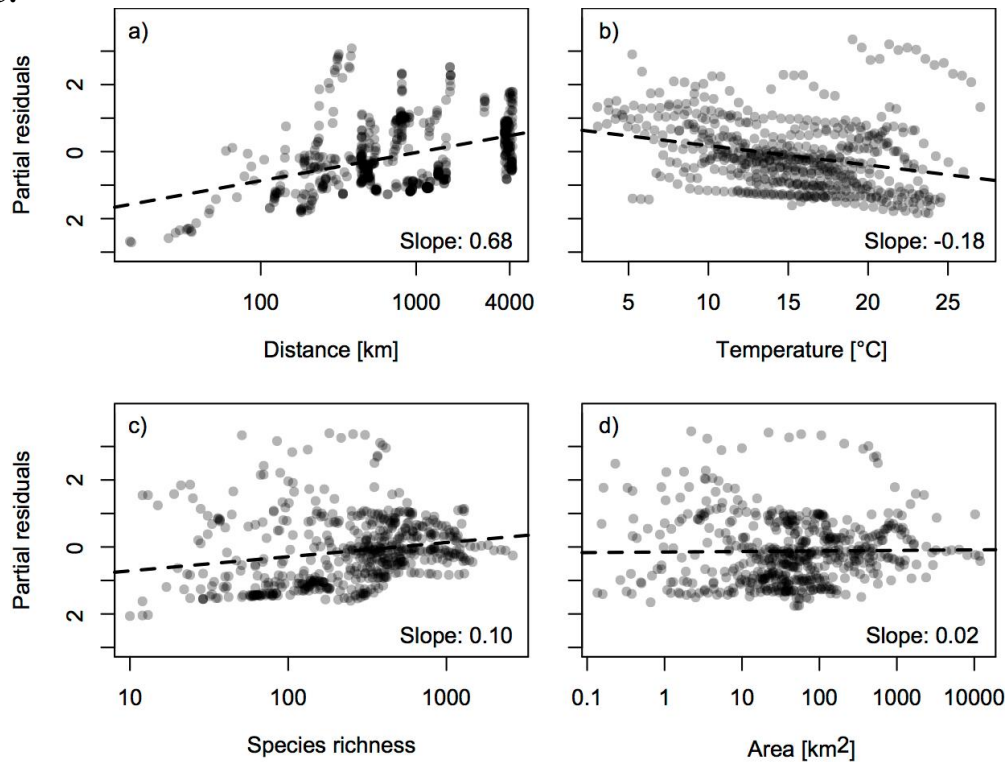 a)
b)
Partial residuals
2
0
2
Slope: 0.68
Slope: -0.18
100
1000
4000
5
10
15
20
25
Distance [km]
Temperature [°C]
c)
d)
Partial residuals
2
0
2
Slope: 0.10
Slope: 0.02
10
100
1000
0.1
1
10
100
1000
10000
Species richness
Area [km²]